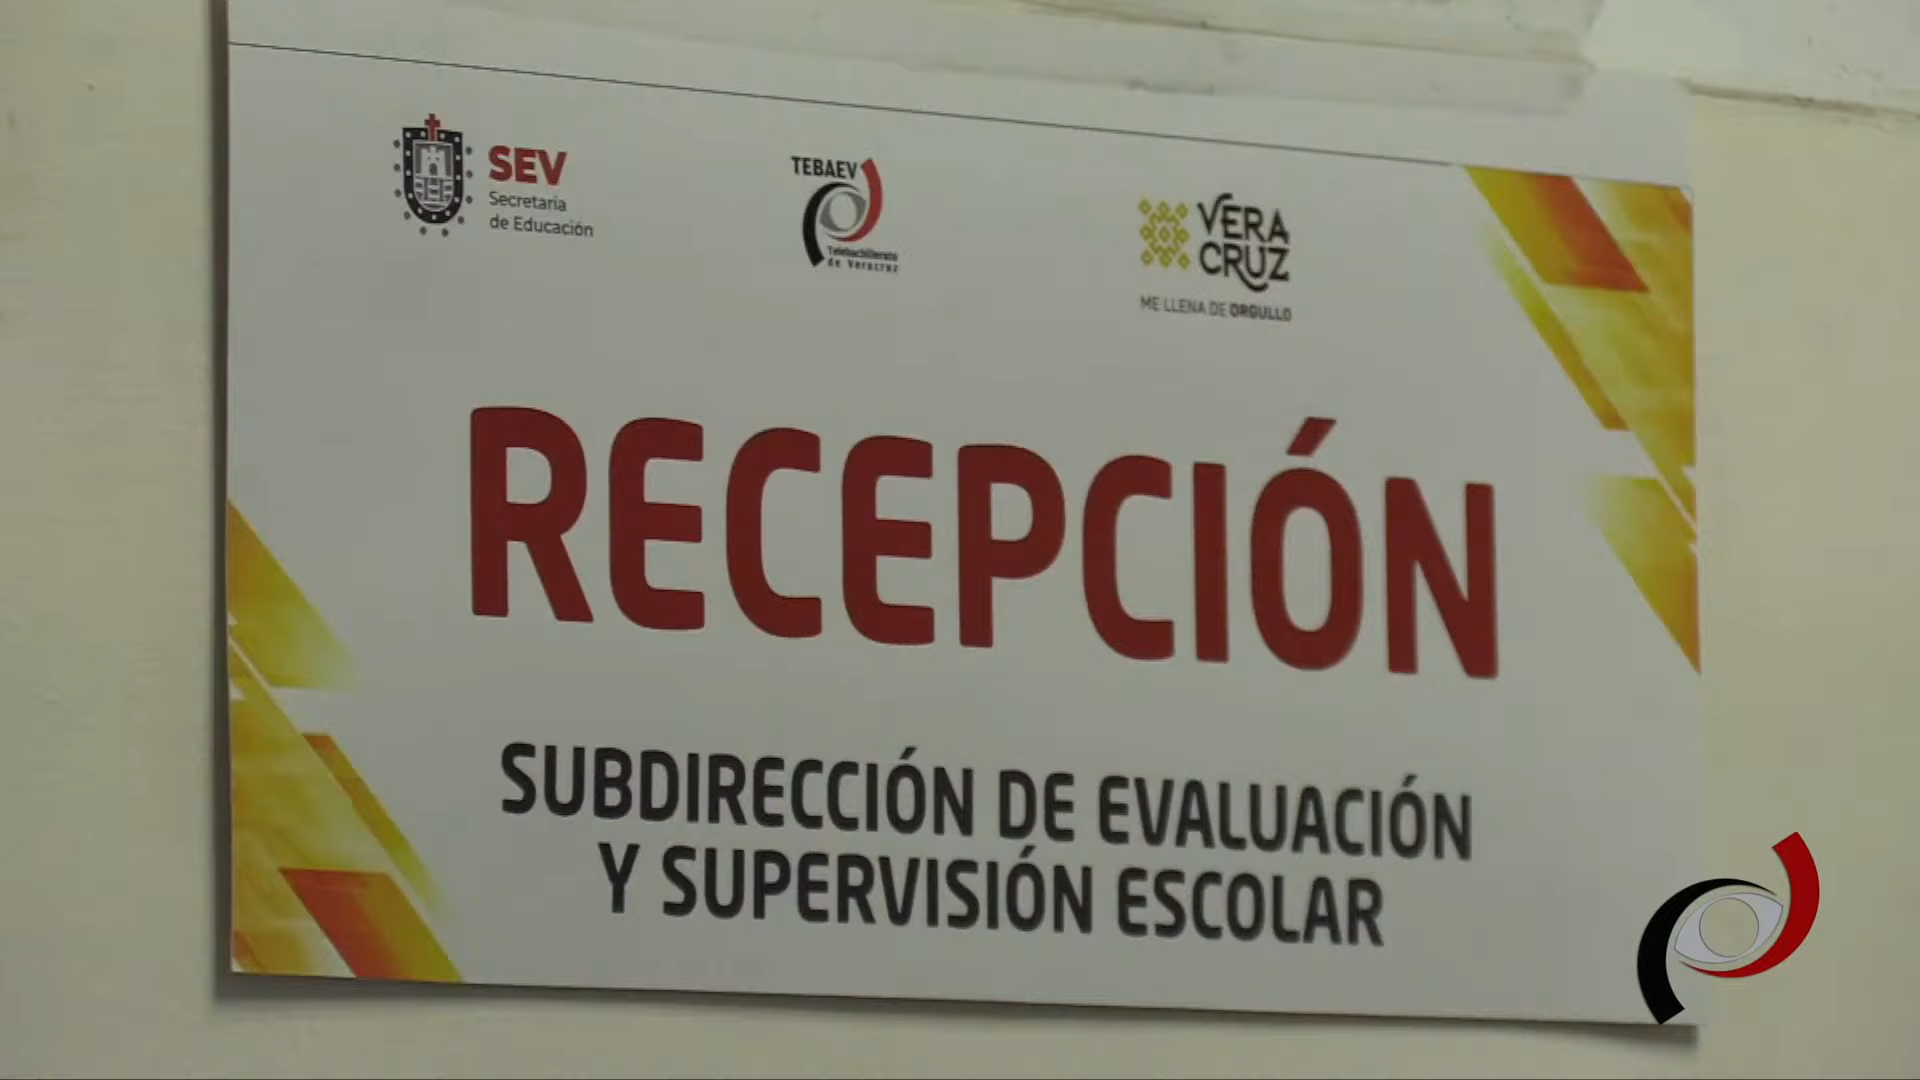 SEV
Secretaría
de Educación
TEBAEV
Telebachillerato
de Veracruz
VERA
CRUZ
ME LLENA DE ORGULLO
RECEPCIÓN
SUBDIRECCIÓN DE EVALUACIÓN
Y SUPERVISIÓN ESCOLAR